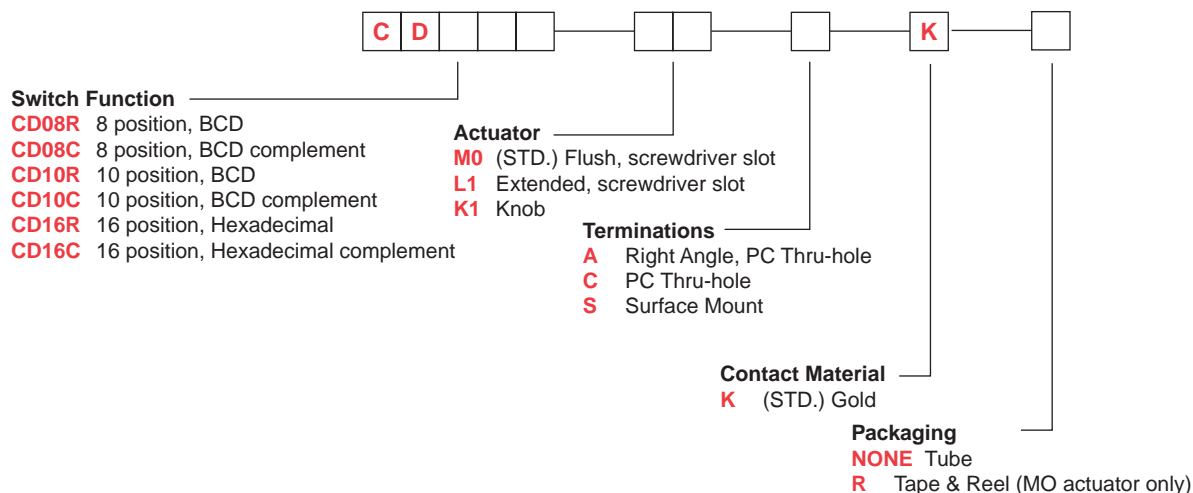 C D K
Switch Function
CD08R 8 position, BCD
CD08C 8 position, BCD complement
CD10R 10 position, BCD
CD10C 10 position, BCD complement
CD16R 16 position, Hexadecimal
CD16C 16 position, Hexadecimal complement
Actuator
M0 (STD.) Flush, screwdriver slot
L1 Extended, screwdriver slot
K1 Knob
Terminations
A Right Angle, PC Thru-hole
C PC Thru-hole
S Surface Mount
Contact Material
K (STD.) Gold
Packaging
NONE Tube
R Tape & Reel (MO actuator only)